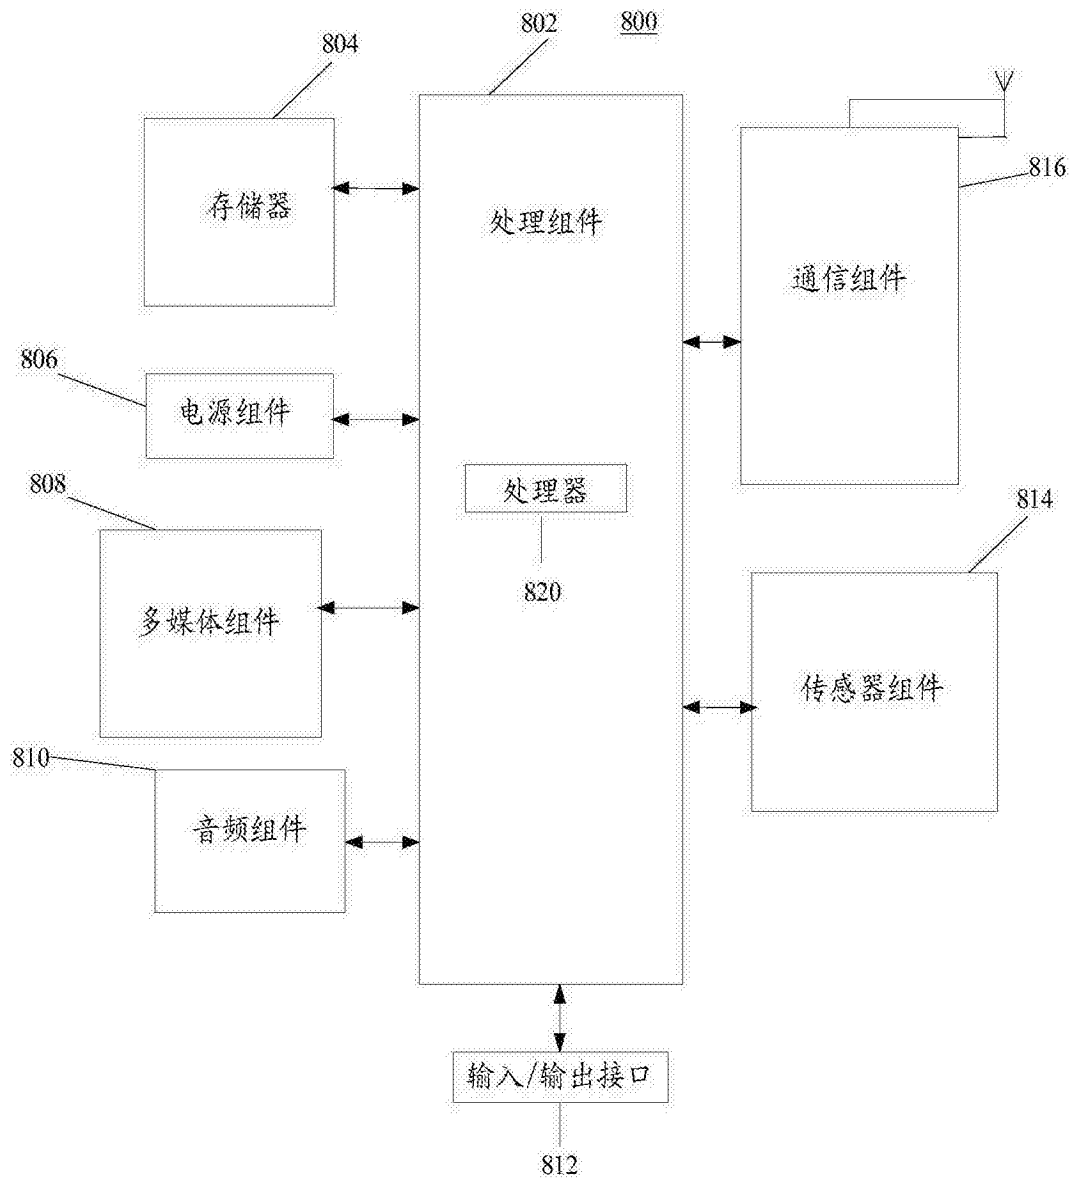 802
800
804
816
存储器
处理组件
通信组件
806
电源组件
808
处理器
814
820
多媒体组件
传感器组件
810
音频组件
输入/输出接口
812